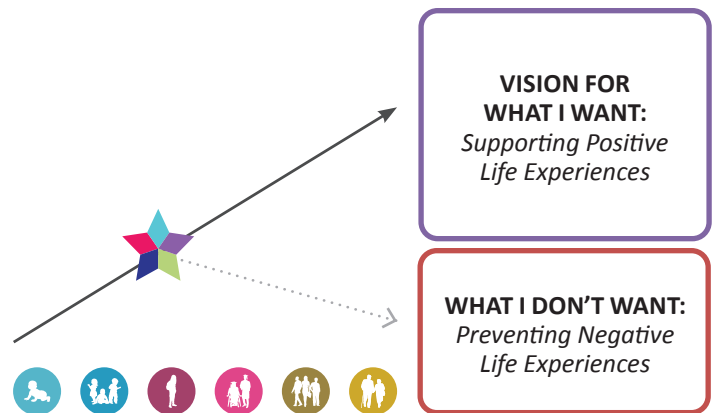 VISION FOR
WHAT I WANT:
Supporting Positive
Life Experiences
WHAT I DON’T WANT:
Preventing Negative
Life Experiences